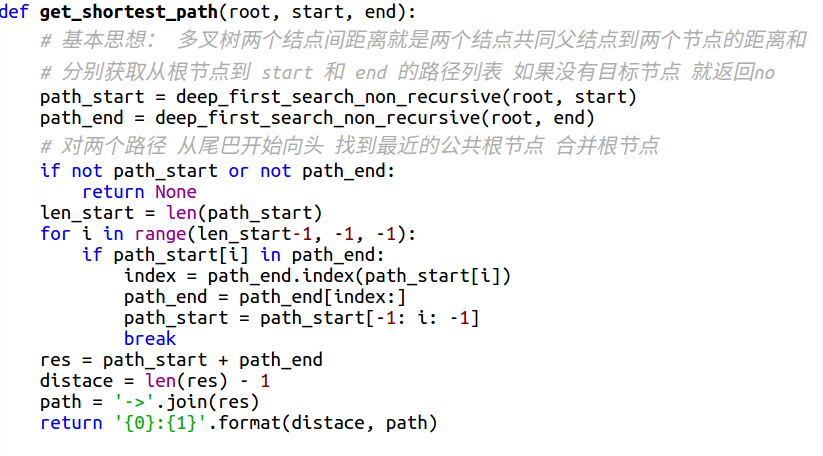 def get_shortest_path(root, start, end):
    # 基本思想： 多叉树两个结点间距离就是两个结点共同父结点到两个节点的距离和
    # 分别获取从根节点到 start 和 end 的路径列表 如果没有目标节点 就返回no
    path_start = deep_first_search_non_recursive(root, start)
    path_end = deep_first_search_non_recursive(root, end)
    # 对两个路径 从尾巴开始向头 找到最近的公共根节点 合并根节点
    if not path_start or not path_end:
        return None
    len_start = len(path_start)
    for i in range(len_start-1, -1, -1):
        if path_start[i] in path_end:
            index = path_end.index(path_start[i])
            path_end = path_end[index:]
            path_start = path_start[-1: i: -1]
            break
    res = path_start + path_end
    distace = len(res) - 1
    path = '->'.join(res)
    return '{0}:{1}'.format(distace, path)